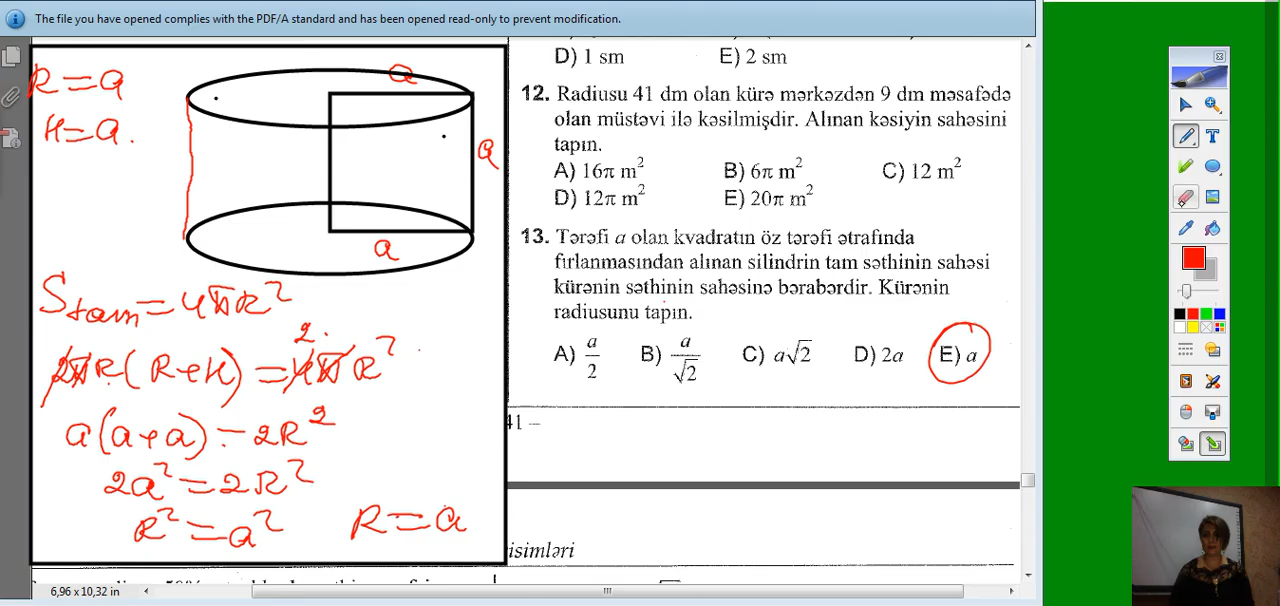 The file you have opened complies with the PDF/A standard and has been opened read-only to prevent modification.
R = a
H = a.
a
a
a
S tam = 4πR²
2πR(R+H) = 4πR²
2.
a(a+a) = 2R²
2a² = 2R²
R² = a²
R = a
D) 1 sm E) 2 sm
12. Radiusu 41 dm olan kürə mərkəzdən 9 dm məsafədə
olan müstəvi ilə kəsilmişdir. Alınan kəsiyin sahəsini
tapın.
A) 16π m² B) 6π m² C) 12 m²
D) 12π m² E) 20π m²
13. Tərəfi a olan kvadratın öz tərəfi ətrafında
fırlanmasından alınan silindrin tam səthinin sahəsi
kürənin səthinin sahəsinə bərabərdir. Kürənin
radiusunu tapın.
A) a/2 B) a/√2 C) a√2 D) 2a E) a
41 –
isimləri
6,96 x 10,32 in